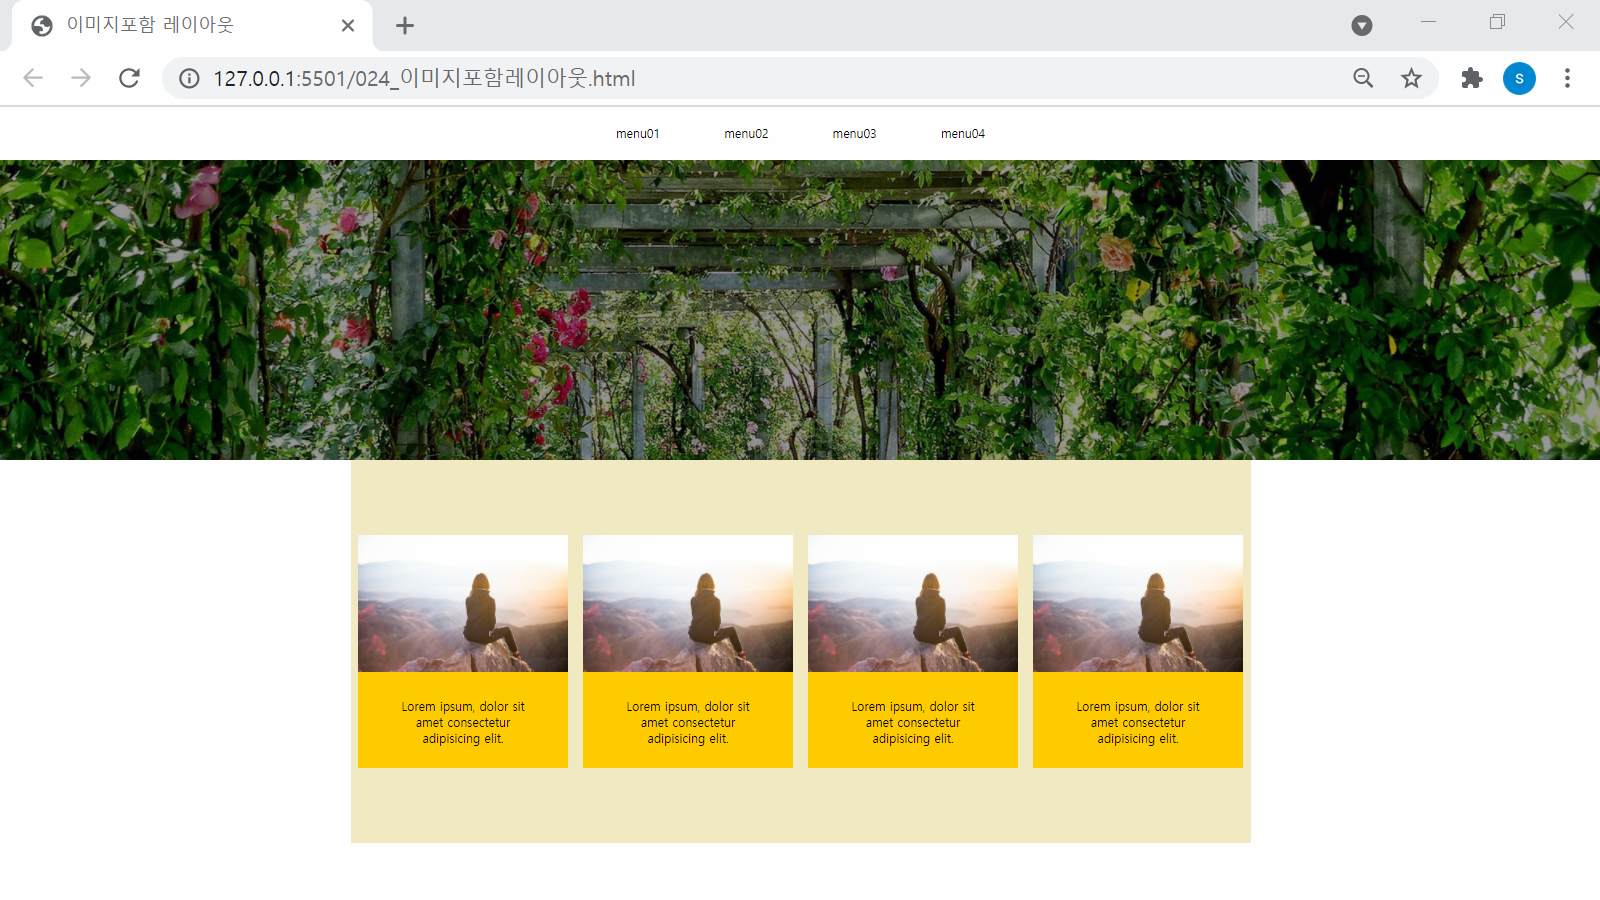 이미지포함 레이아웃
127.0.0.1:5501/024_이미지포함레이아웃.html
s
menu01 menu02 menu03 menu04
Lorem ipsum, dolor sit
amet consectetur
adipisicing elit.
Lorem ipsum, dolor sit
amet consectetur
adipisicing elit.
Lorem ipsum, dolor sit
amet consectetur
adipisicing elit.
Lorem ipsum, dolor sit
amet consectetur
adipisicing elit.